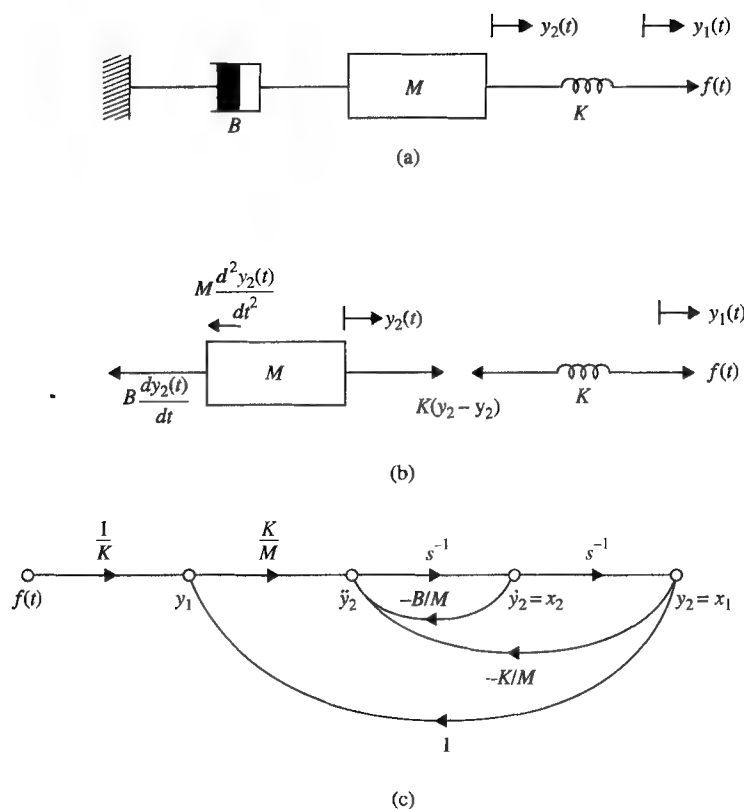 y₂(t) y₁(t)
M
f(t)
B
K
(a)
M d²y₂(t)/dt²
y₂(t)
y₁(t)
M
f(t)
B dy₂(t)/dt
K(y₂ − y₂)
K
(b)
1/K K/M s⁻¹ s⁻¹
−B/M
f(t) y₁ ÿ₂ ẏ₂ = x₂ y₂ = x₁
−K/M
1
(c)